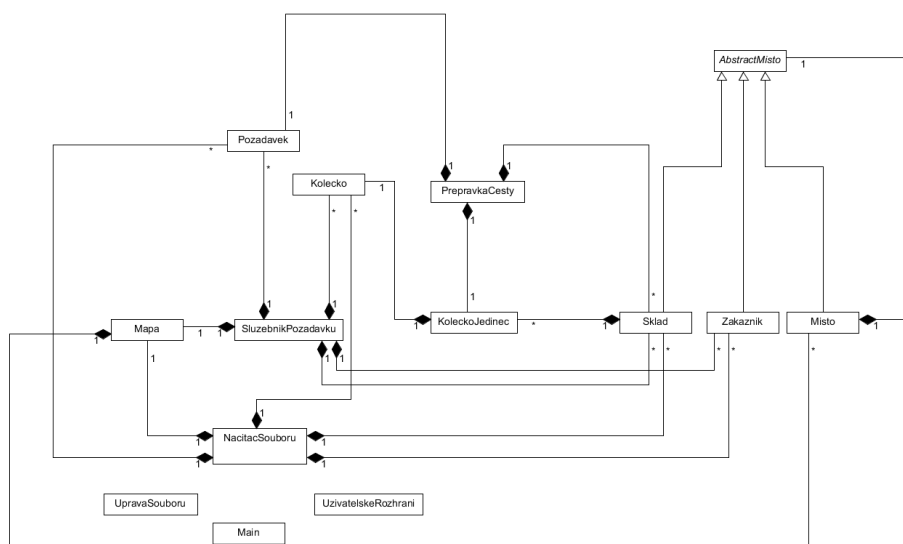 AbstractMisto
1
Pozadavek
1
*
*
Kolecko
1
*
*
PrepravkaCesty
1
1
1
Mapa
1
1
1
SluzebnikPozadavku
1
1
1
1
1
KoleckoJedinec
1
1
*
Sklad
1
*
*
*
Zakaznik
*
*
Misto
1
*
NacitacSouboru
1
1
1
1
1
UpravaSouboru
UzivatelskeRozhrani
Main